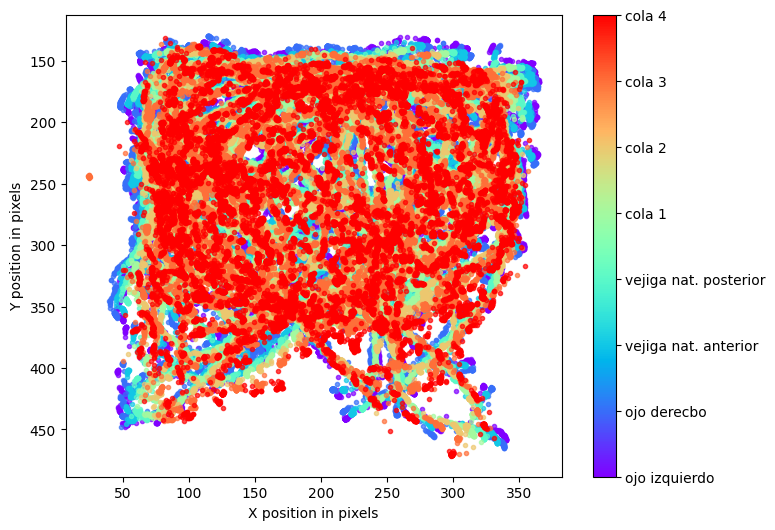 150
200
250
300
350
400
450
Y position in pixels
50
100
150
200
250
300
350
X position in pixels
cola 4
cola 3
cola 2
cola 1
vejiga nat. posterior
vejiga nat. anterior
ojo derecbo
ojo izquierdo